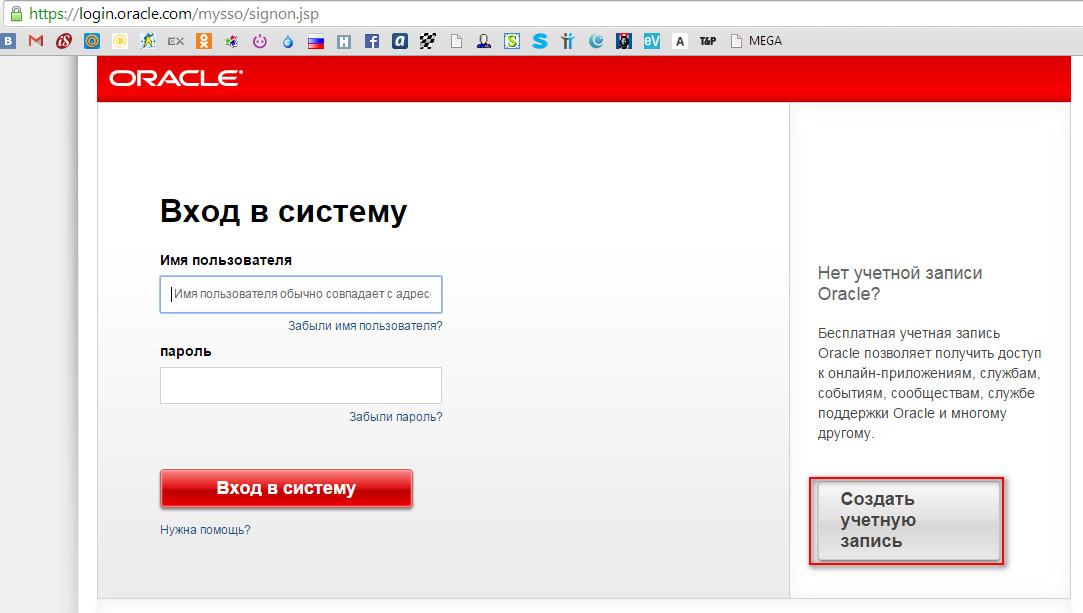 https://login.oracle.com/mysso/signon.jsp
B M iS @ EX H f a S S eV A T&P MEGA
ORACLE
Вход в систему
Имя пользователя
Имя пользователя обычно совпадает с адрес
Забыли имя пользователя?
пароль
Забыли пароль?
Вход в систему
Нужна помощь?
Нет учетной записи
Oracle?
Бесплатная учетная запись
Oracle позволяет получить доступ
к онлайн-приложениям, службам,
событиям, сообществам, службе
поддержки Oracle и многому
другому.
Создать
учетную
запись